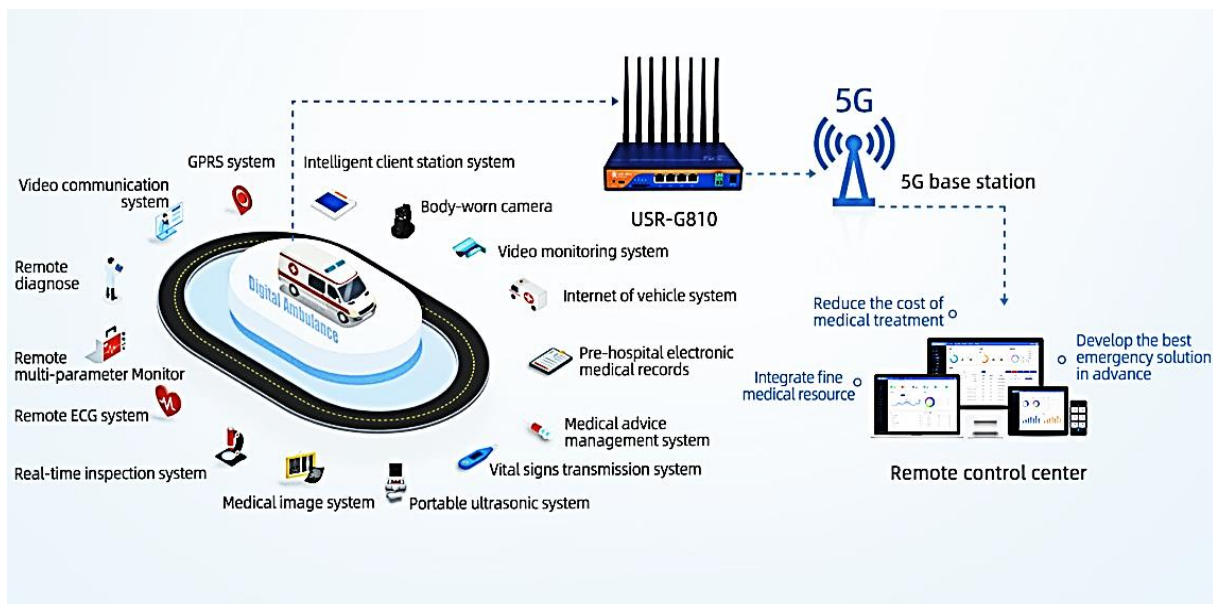 5G
5G base station
USR-G810
GPRS system
Intelligent client station system
Video communication
system
Body-worn camera
Video monitoring system
Remote
diagnose
Internet of vehicle system
Digital Ambulance
Remote
multi-parameter Monitor
Pre-hospital electronic
medical records
Remote ECG system
Medical advice
management system
Real-time inspection system
Vital signs transmission system
Medical image system
Portable ultrasonic system
Reduce the cost of
medical treatment
Develop the best
emergency solution
in advance
Integrate fine
medical resource
Remote control center